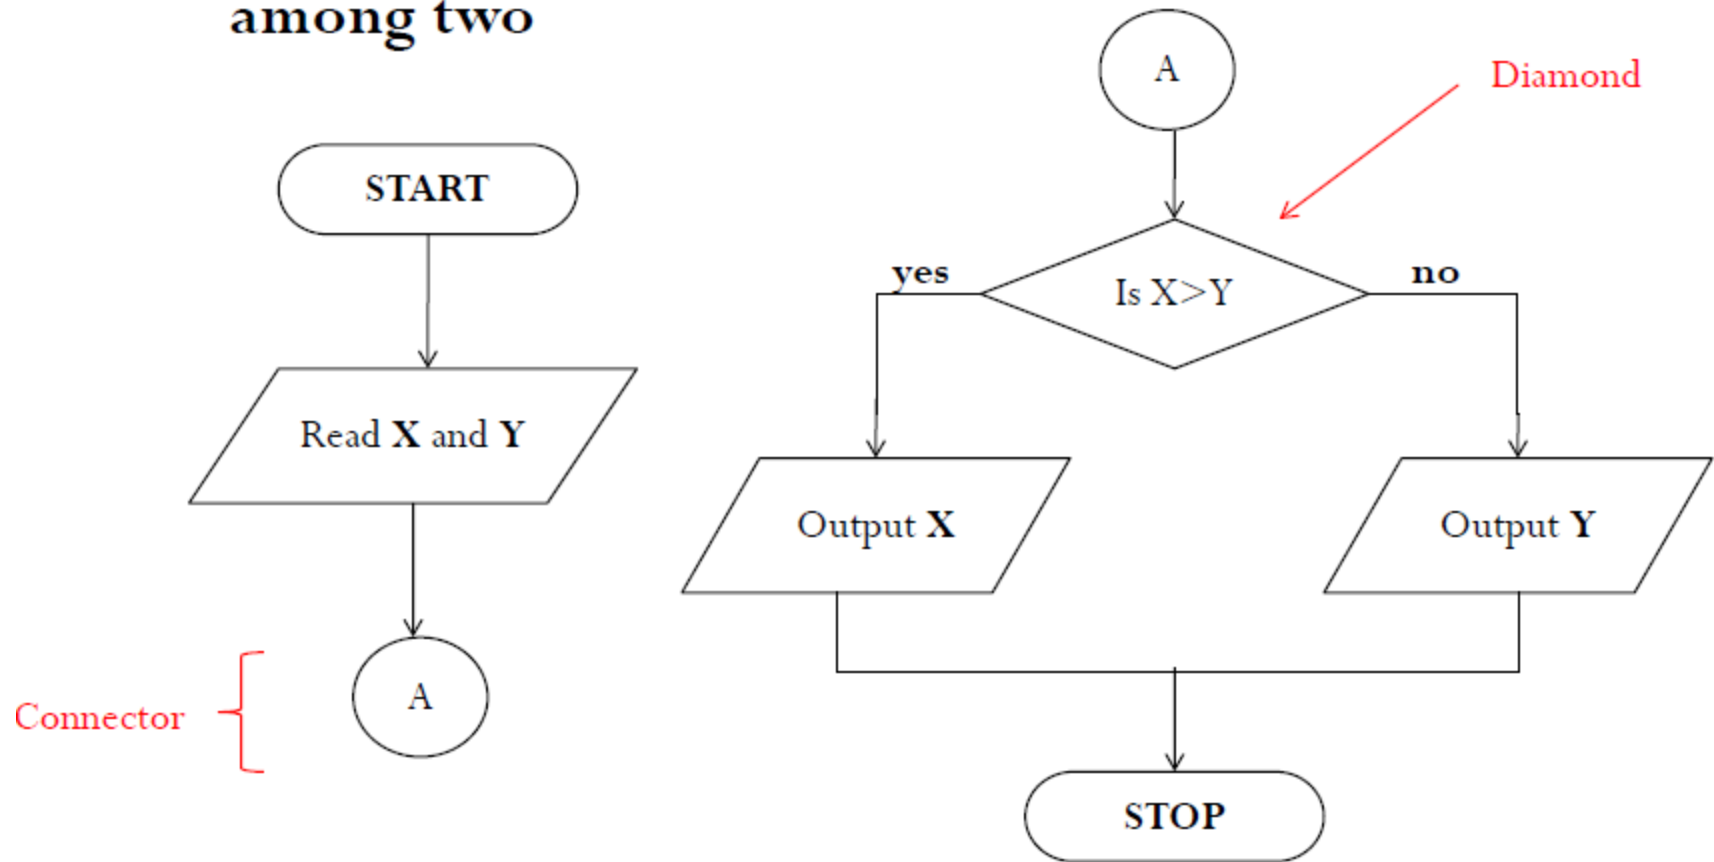 among two
START
Read X and Y
A
Connector
A
Diamond
Is X>Y
yes
no
Output X
Output Y
STOP